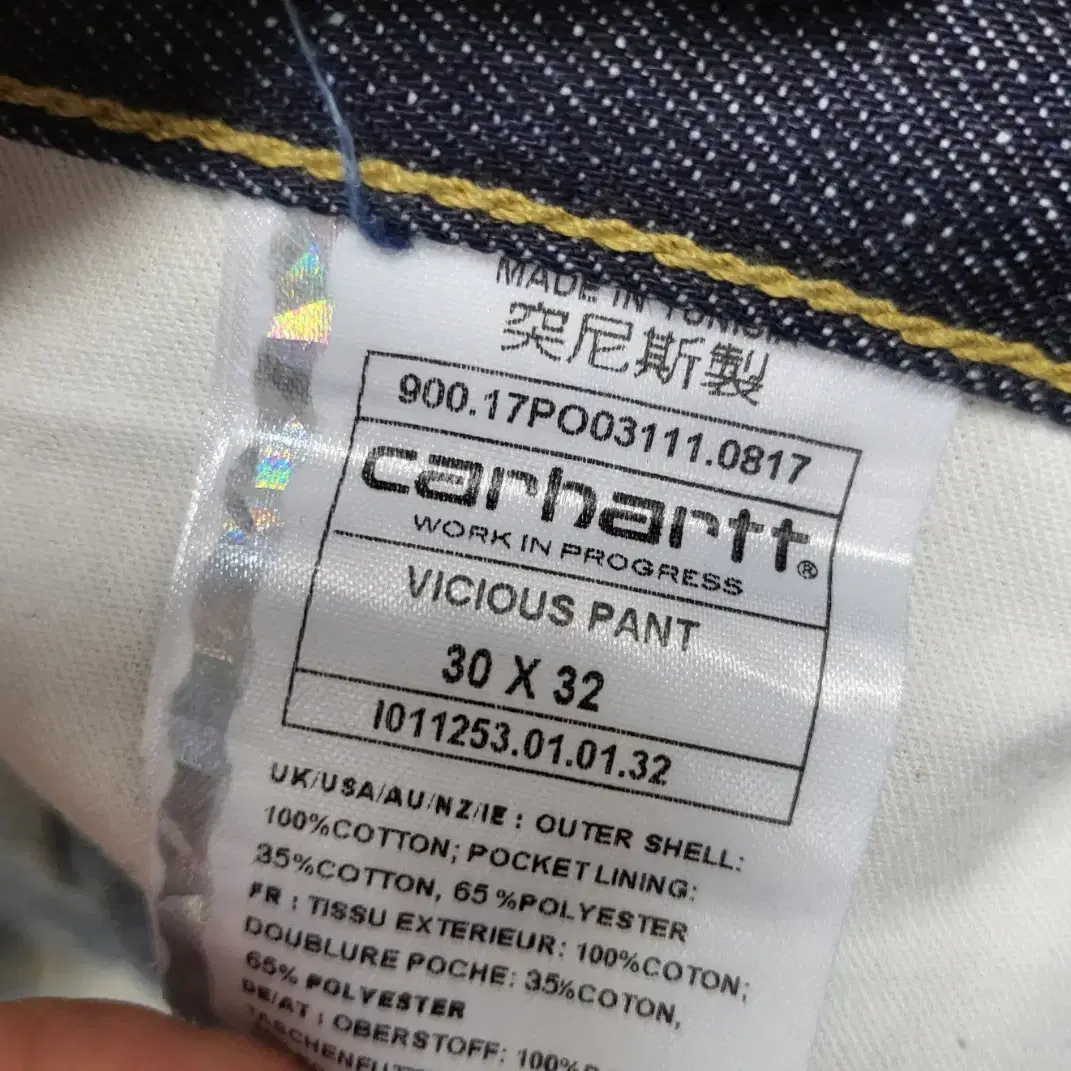 MADE IN TUNISIA
突尼斯製
900.17PO03111.0817
carhartt®
WORK IN PROGRESS
VICIOUS PANT
30 X 32
I011253.01.01.32
UK/USA/AU/NZ/IE : OUTER SHELL:
100%COTTON; POCKET LINING:
35%COTTON, 65 %POLYESTER
FR : TISSU EXTERIEUR: 100%COTON;
DOUBLURE POCHE: 35%COTON,
65% POLYESTER
DE/AT : OBERSTOFF: 100%